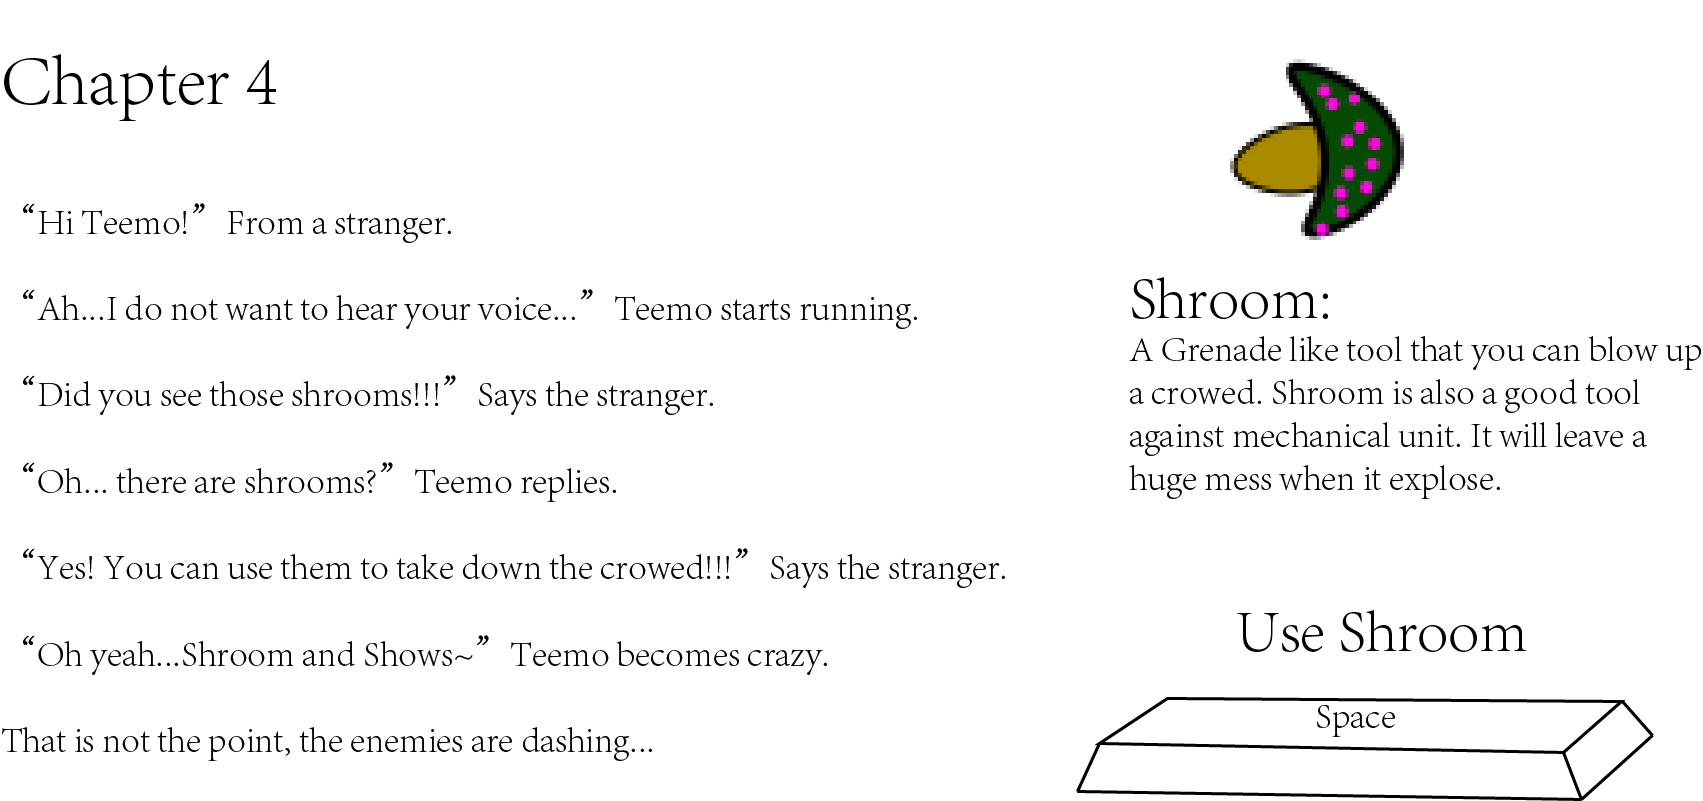 Chapter 4
“Hi Teemo!” From a stranger.
“Ah...I do not want to hear your voice...” Teemo starts running.
“Did you see those shrooms!!!” Says the stranger.
“Oh... there are shrooms?” Teemo replies.
“Yes! You can use them to take down the crowed!!!” Says the stranger.
“Oh yeah...Shroom and Shows~” Teemo becomes crazy.
That is not the point, the enemies are dashing...
Shroom:
A Grenade like tool that you can blow up
a crowed. Shroom is also a good tool
against mechanical unit. It will leave a
huge mess when it explose.
Use Shroom
Space